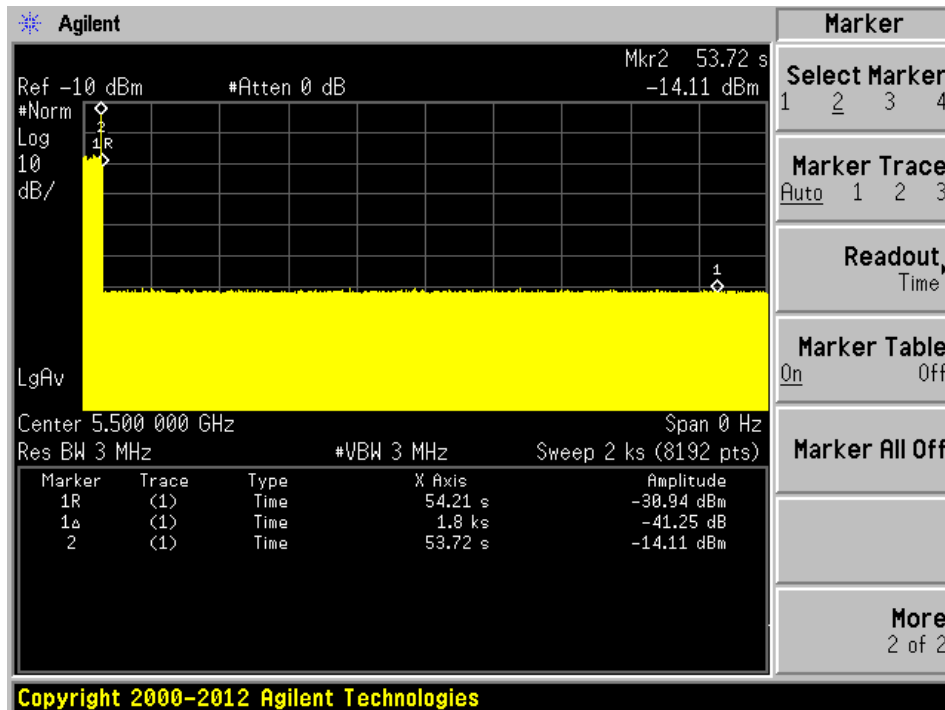 Agilent
Marker
Mkr2 53.72 s
Ref -10 dBm #Atten 0 dB -14.11 dBm
#Norm
Log
10
dB/
2
1R
1
LgAv
Center 5.500 000 GHz Span 0 Hz
Res BW 3 MHz #VBW 3 MHz Sweep 2 ks (8192 pts)
Marker Trace Type X Axis Amplitude
1R (1) Time 54.21 s -30.94 dBm
1Δ (1) Time 1.8 ks -41.25 dB
2 (1) Time 53.72 s -14.11 dBm
Select Marker
1 2 3 4
Marker Trace
Auto 1 2 3
Readout
Time
Marker Table
On Off
Marker All Off
More
2 of 2
Copyright 2000-2012 Agilent Technologies